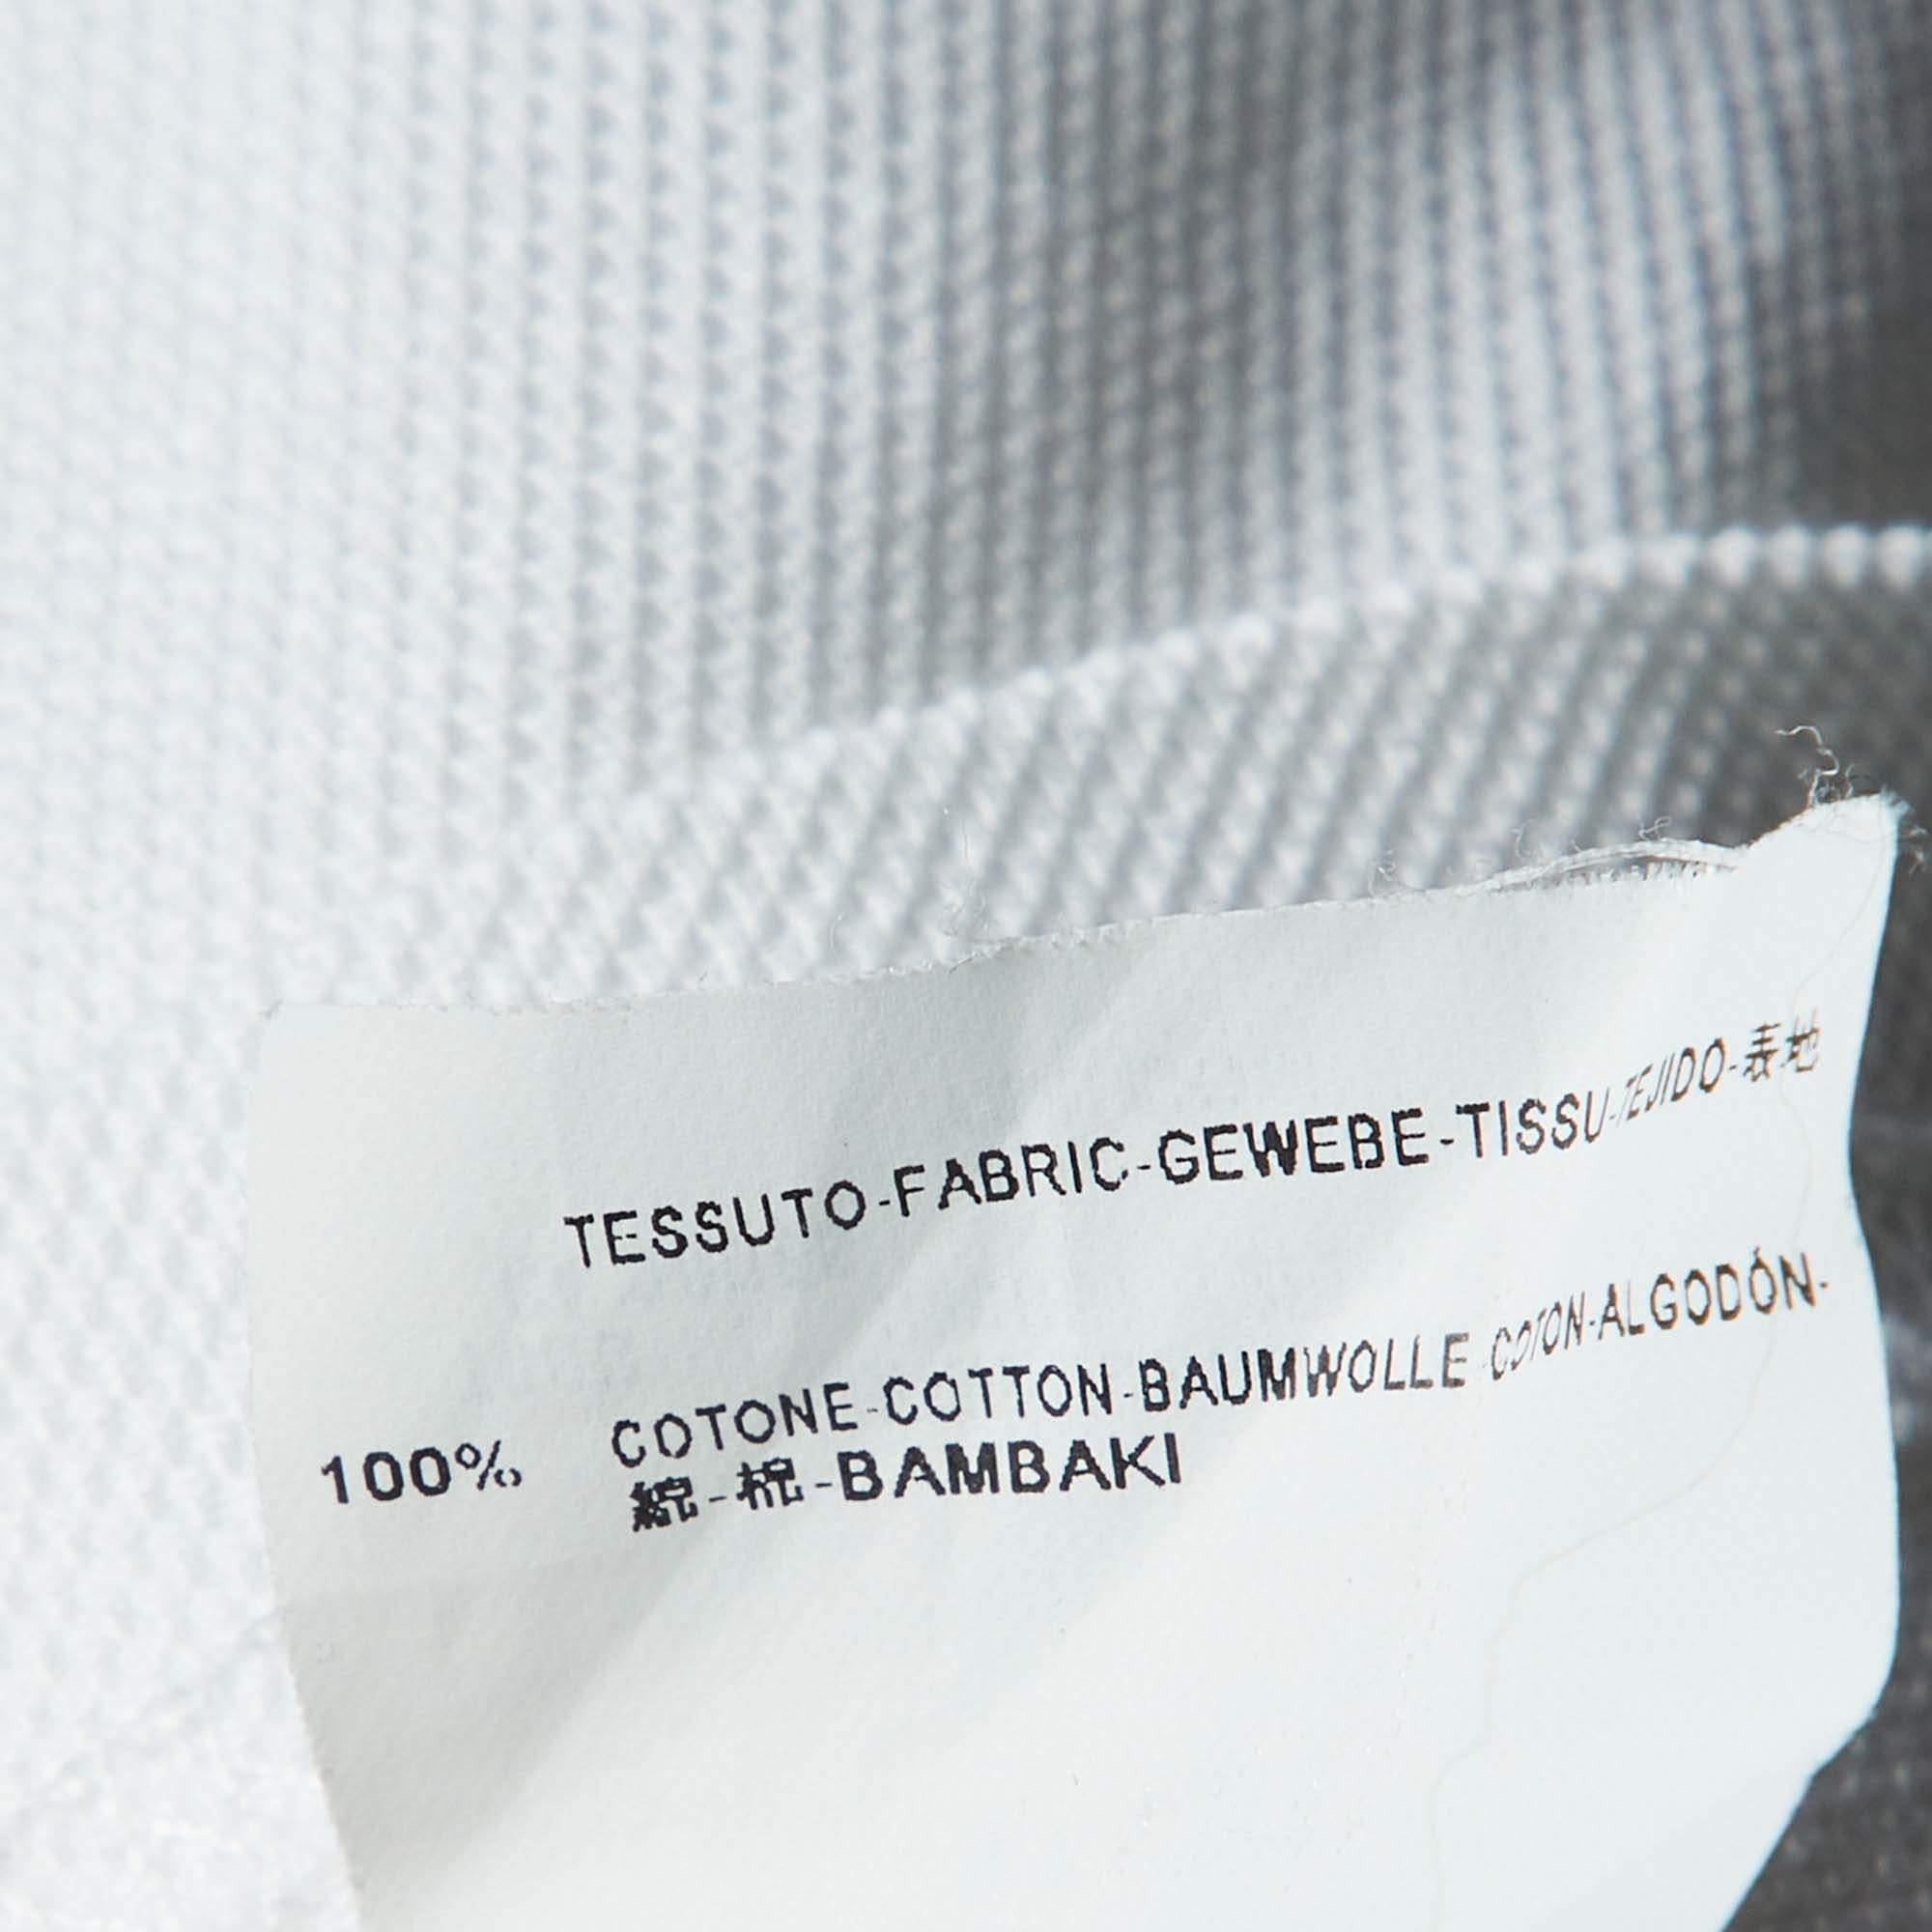 TESSUTO-FABRIC-GEWEBE-TISSU-TEJIDO-表地
100% COTONE-COTTON-BAUMWOLLE-COTON-ALGODÓN-
綿-棉-BAMBAKI